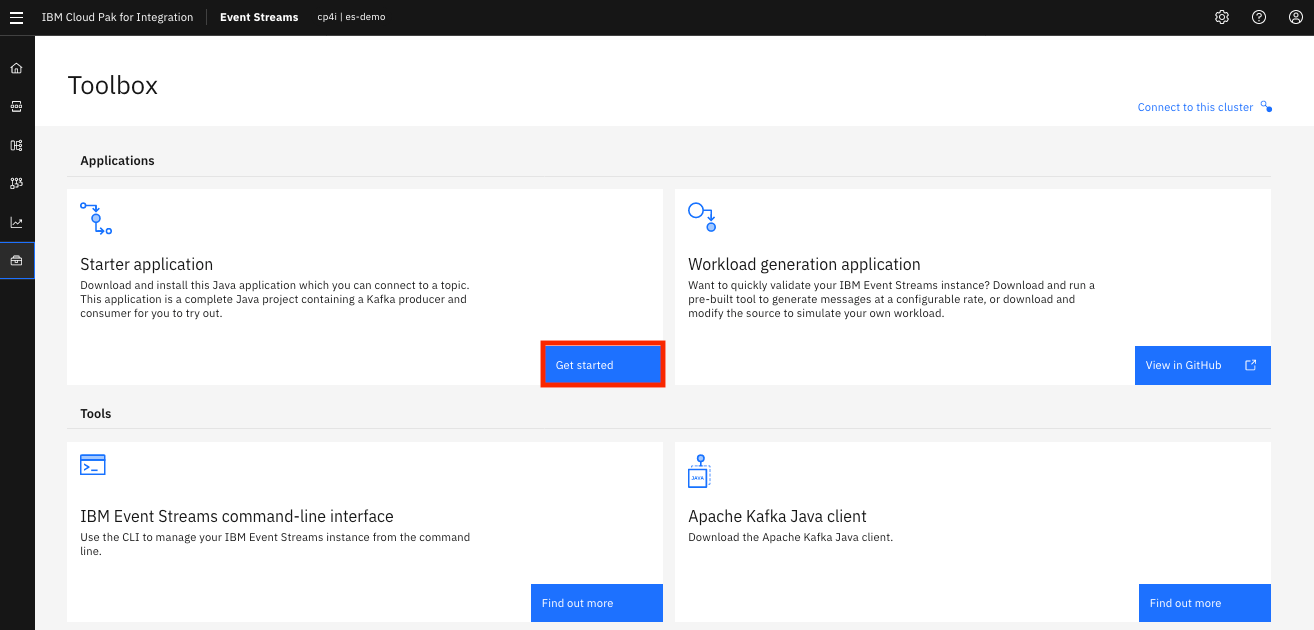 IBM Cloud Pak for Integration Event Streams cp4i | es-demo
Toolbox
Connect to this cluster
Applications
Starter application
Download and install this Java application which you can connect to a topic.
This application is a complete Java project containing a Kafka producer and
consumer for you to try out.
Get started
Workload generation application
Want to quickly validate your IBM Event Streams instance? Download and run a
pre-built tool to generate messages at a configurable rate, or download and
modify the source to simulate your own workload.
View in GitHub
Tools
IBM Event Streams command-line interface
Use the CLI to manage your IBM Event Streams instance from the command
line.
Find out more
JAVA
Apache Kafka Java client
Download the Apache Kafka Java client.
Find out more